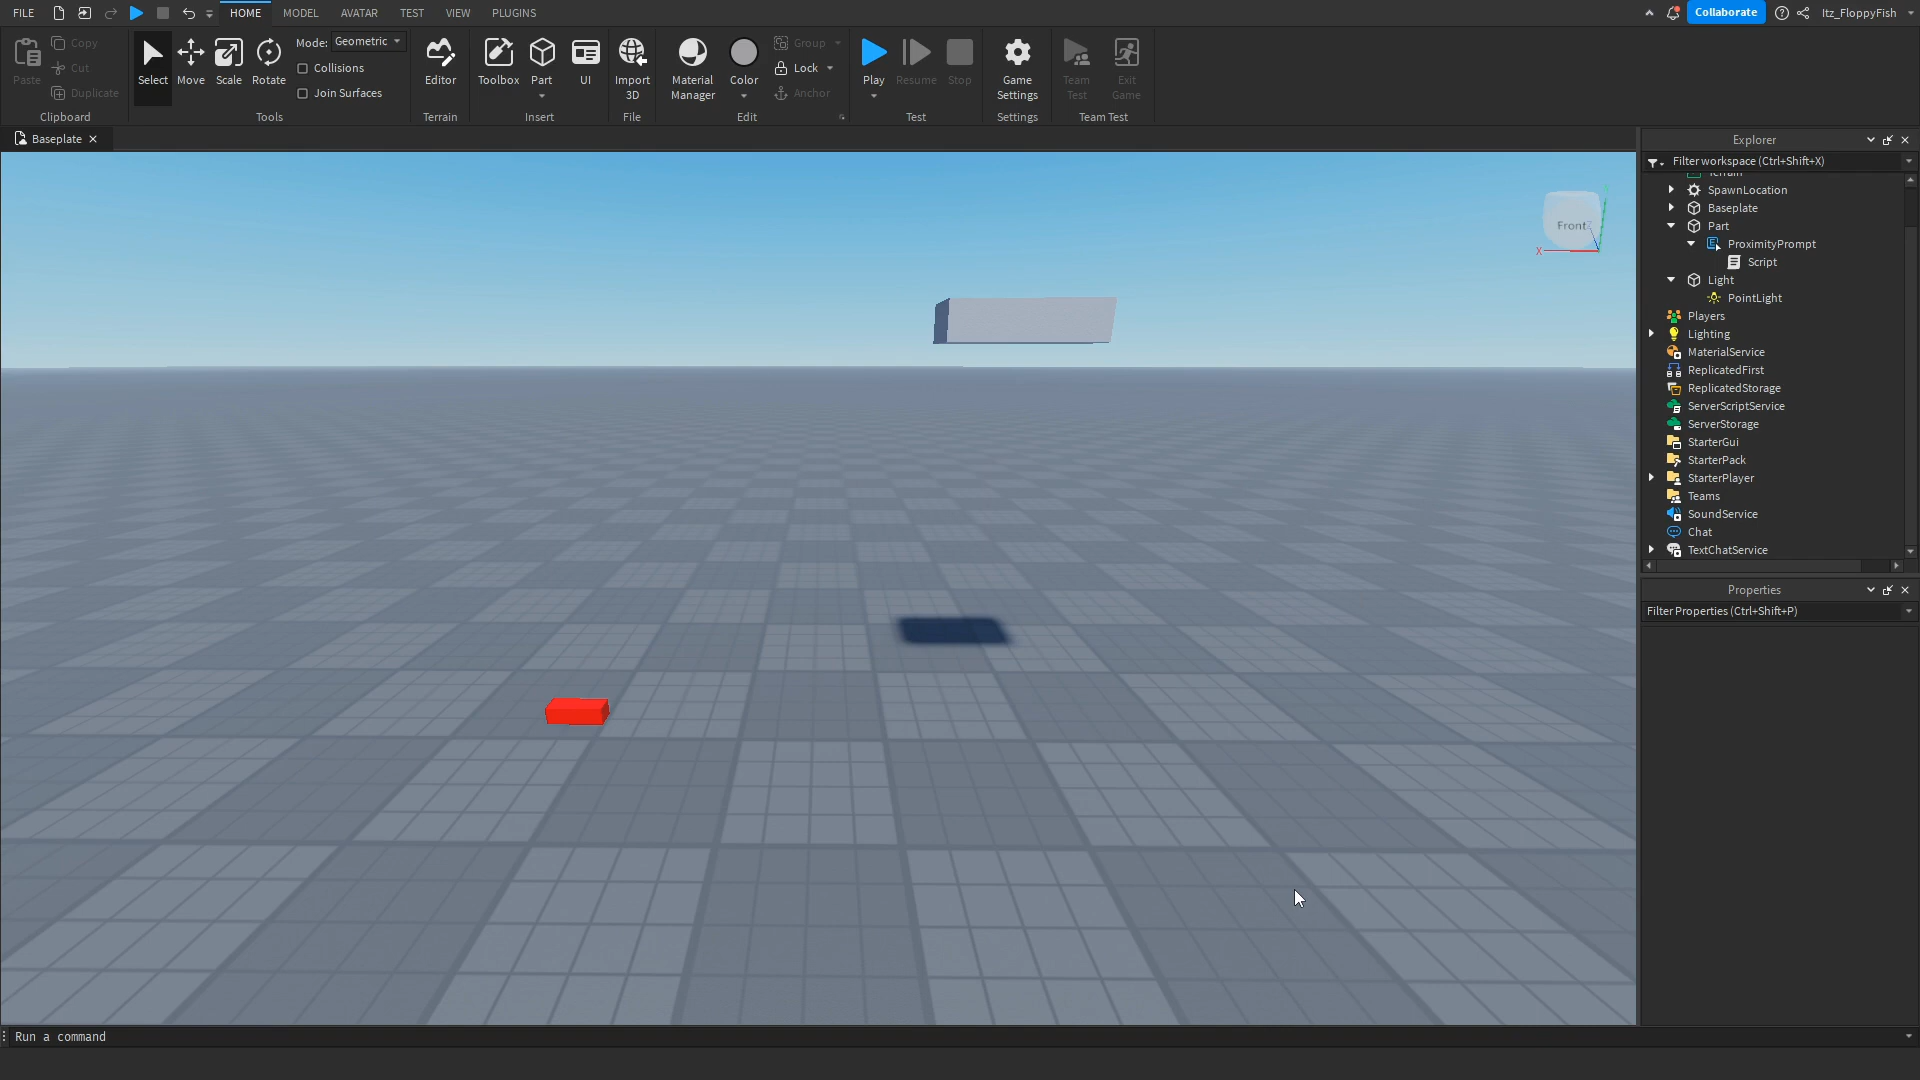 FILE HOME MODEL AVATAR TEST VIEW PLUGINS Collaborate Itz_FloppyFish
Paste
Copy
Cut
Duplicate
Clipboard
Select Move Scale Rotate
Mode: Geometric
Collisions
Join Surfaces
Tools
Editor
Terrain
Toolbox Part UI
Insert
Import
3D
File
Material
Manager
Color
Group
Lock
Anchor
Edit
Play Resume Stop
Test
Game
Settings
Settings
Team
Test
Exit
Game
Team Test
Baseplate
Front
X
Explorer
Filter workspace (Ctrl+Shift+X)
Terrain
SpawnLocation
Baseplate
Part
ProximityPrompt
Script
Light
PointLight
Players
Lighting
MaterialService
ReplicatedFirst
ReplicatedStorage
ServerScriptService
ServerStorage
StarterGui
StarterPack
StarterPlayer
Teams
SoundService
Chat
TextChatService
Properties
Filter Properties (Ctrl+Shift+P)
Run a command